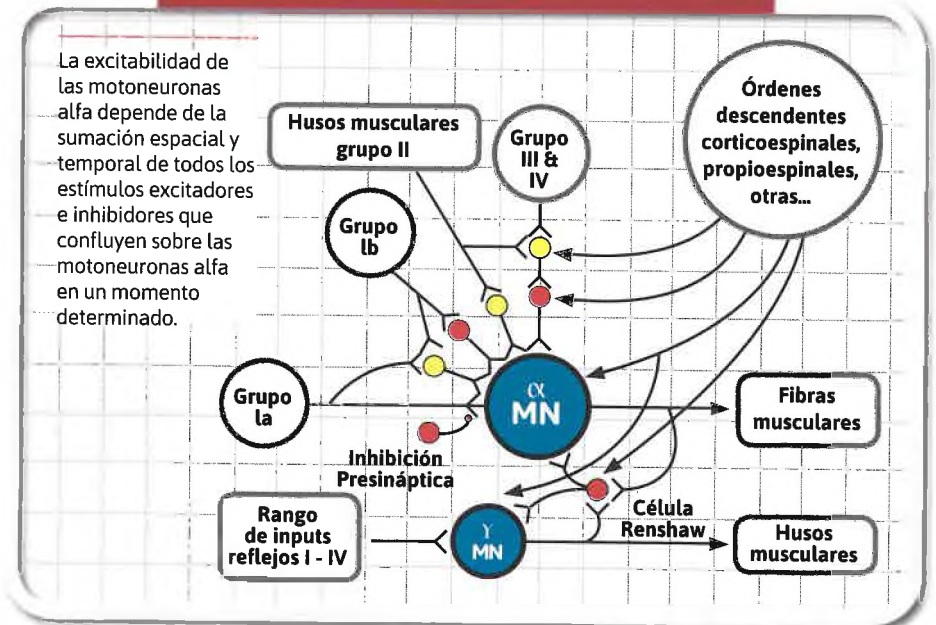 La excitabilidad de
las motoneuronas
alfa depende de la
sumación espacial y
temporal de todos los
estímulos excitadores
e inhibidores que
confluyen sobre las
motoneuronas alfa
en un momento
determinado.
Husos musculares
grupo II
Grupo
III &
IV
Órdenes
descendentes
corticoespinales,
propioespinales,
otras...
Grupo
Ib
Grupo
Ia
α
MN
Fibras
musculares
Inhibición
Presináptica
Rango
de inputs
reflejos I - IV
γ
MN
Célula
Renshaw
Husos
musculares